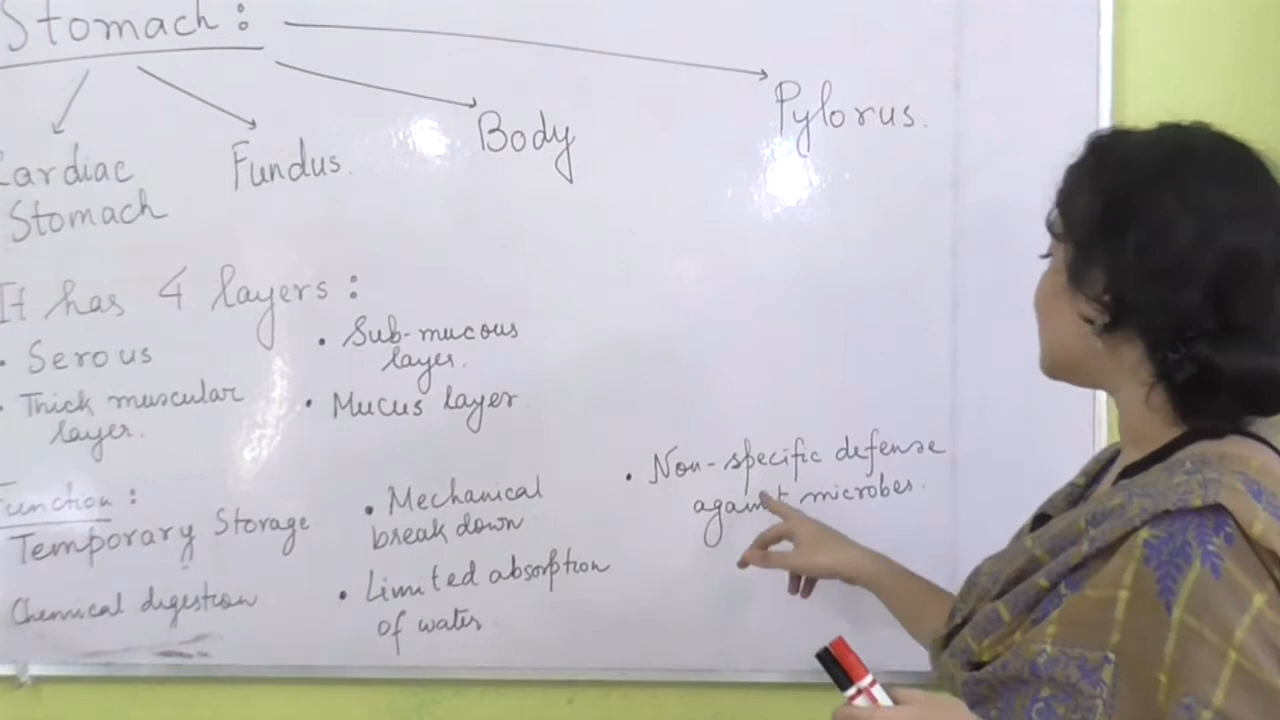 Stomach:
Cardiac
Stomach
Fundus.
Body
Pylorus.
It has 4 layers:
• Serous
• Thick muscular
layer.
• Sub-mucous
layer.
• Mucus layer
Function:
Temporary Storage
Chemical digestion
• Mechanical
break down
• Limited absorption
of water
• Non-specific defense
against microbes.